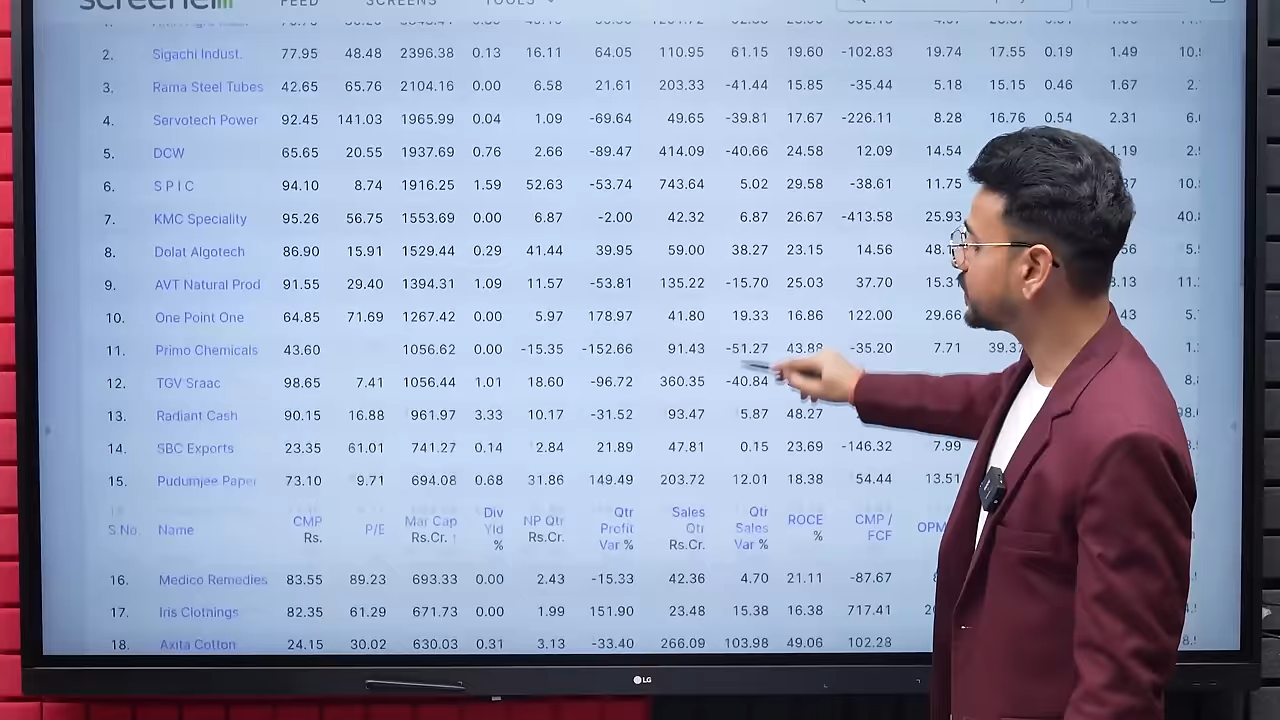 screener
FEED SCREENS TOOLS
2. Sigachi Indust. 77.95 48.48 2396.38 0.13 16.11 64.05 110.95 61.15 19.60 -102.83 19.74 17.55 0.19 1.49
3. Rama Steel Tubes 42.65 65.76 2104.16 0.00 6.58 21.61 203.33 -41.44 15.85 -35.44 5.18 15.15 0.46 1.67
4. Servotech Power 92.45 141.03 1965.99 0.04 1.09 -69.64 49.65 -39.81 17.67 -226.11 8.28 16.76 0.54 2.31
5. DCW 65.65 20.55 1937.69 0.76 2.66 -89.47 414.09 -40.66 24.58 12.09 14.54
6. S P I C 94.10 8.74 1916.25 1.59 52.63 -53.74 743.64 5.02 29.58 -38.61 11.75
7. KMC Speciality 95.26 56.75 1553.69 0.00 6.87 -2.00 42.32 6.87 26.67 -413.58 25.93
8. Dolat Algotech 86.90 15.91 1529.44 0.29 41.44 39.95 59.00 38.27 23.15 14.56
9. AVT Natural Prod 91.55 29.40 1394.31 1.09 11.57 -53.81 135.22 -15.70 25.03 37.70
10. One Point One 64.85 71.69 1267.42 0.00 5.97 178.97 41.80 19.33 16.86 122.00 29.66
11. Primo Chemicals 43.60 1056.62 0.00 -15.35 -152.66 91.43 -51.27 43.88 -35.20 7.71
12. TGV Sraac 98.65 7.41 1056.44 1.01 18.60 -96.72 360.35 -40.84
13. Radiant Cash 90.15 16.88 961.97 3.33 10.17 -31.52 93.47 5.87 48.27
14. SBC Exports 23.35 61.01 741.27 0.14 2.84 21.89 47.81 0.15 23.69 -146.32 7.99
15. Pudumjee Paper 73.10 9.71 694.08 0.68 31.86 149.49 203.72 12.01 18.38 54.44 13.51
S.No. Name CMP Rs. P/E Mar Cap Rs.Cr. ↑ Div Yld % NP Qtr Rs.Cr. Qtr Profit Var % Sales Qtr Rs.Cr. Qtr Sales Var % ROCE % CMP / FCF OPM
16. Medico Remedies 83.55 89.23 693.33 0.00 2.43 -15.33 42.36 4.70 21.11 -87.67
17. Iris Clothings 82.35 61.29 671.73 0.00 1.99 151.90 23.48 15.38 16.38 717.41
18. Axita Cotton 24.15 30.02 630.03 0.31 3.13 -33.40 266.09 103.98 49.06 102.28
LG